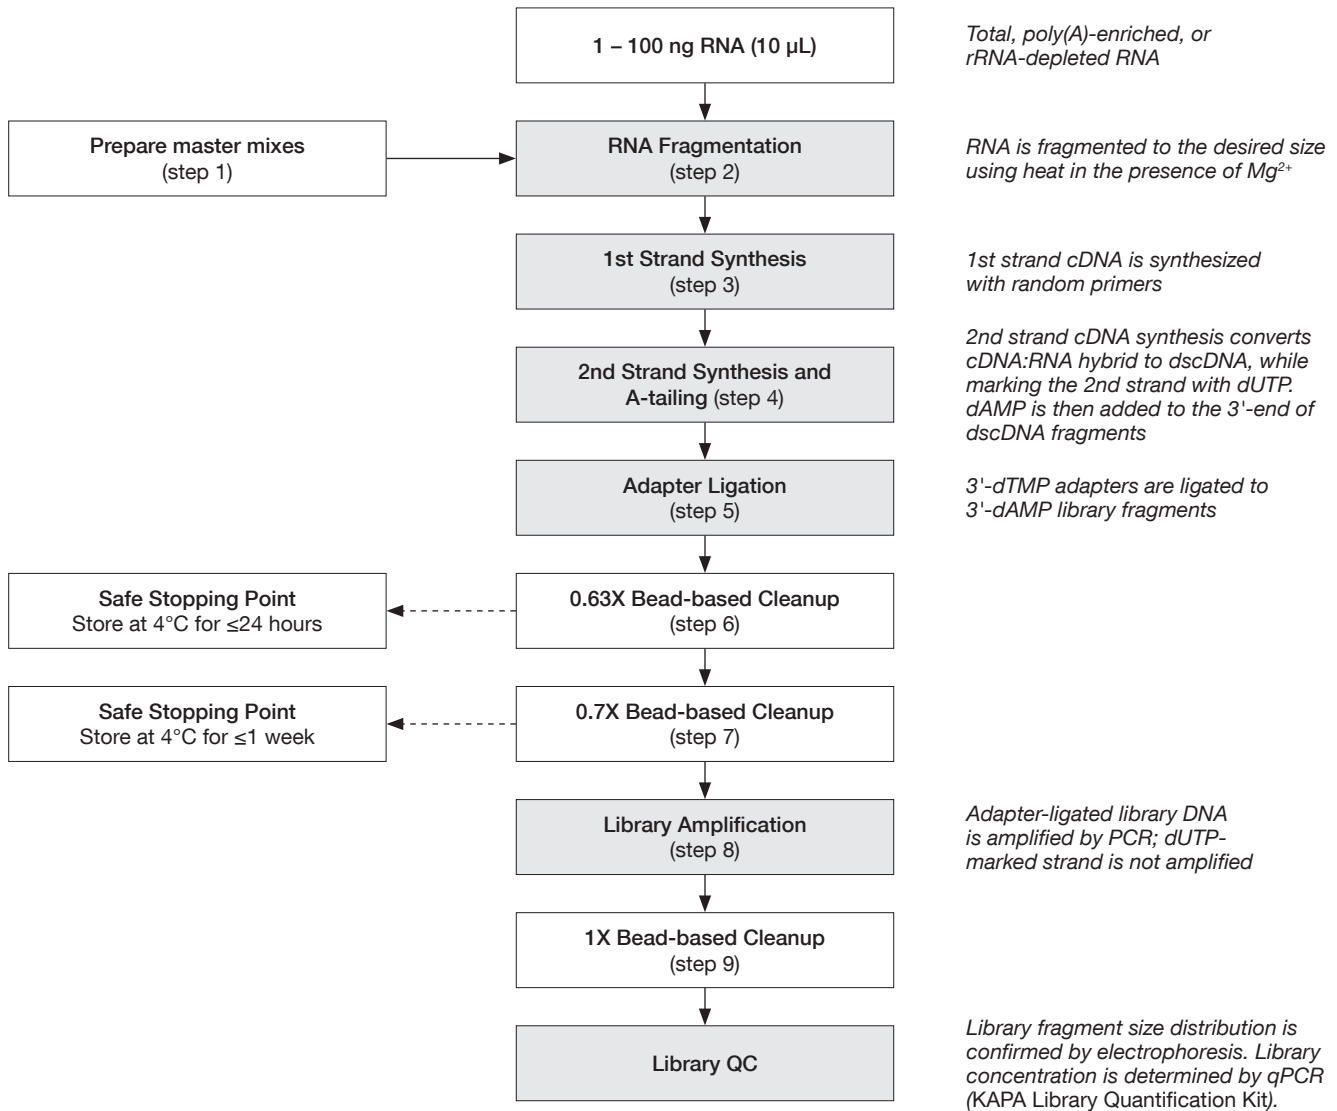 1 – 100 ng RNA (10 µL)
Total, poly(A)-enriched, or
rRNA-depleted RNA
Prepare master mixes
(step 1)
RNA Fragmentation
(step 2)
RNA is fragmented to the desired size
using heat in the presence of Mg²⁺
1st Strand Synthesis
(step 3)
1st strand cDNA is synthesized
with random primers
2nd Strand Synthesis and
A-tailing (step 4)
2nd strand cDNA synthesis converts
cDNA:RNA hybrid to dscDNA, while
marking the 2nd strand with dUTP.
dAMP is then added to the 3'-end of
dscDNA fragments
Adapter Ligation
(step 5)
3'-dTMP adapters are ligated to
3'-dAMP library fragments
Safe Stopping Point
Store at 4°C for ≤24 hours
0.63X Bead-based Cleanup
(step 6)
Safe Stopping Point
Store at 4°C for ≤1 week
0.7X Bead-based Cleanup
(step 7)
Library Amplification
(step 8)
Adapter-ligated library DNA
is amplified by PCR; dUTP-
marked strand is not amplified
1X Bead-based Cleanup
(step 9)
Library QC
Library fragment size distribution is
confirmed by electrophoresis. Library
concentration is determined by qPCR
(KAPA Library Quantification Kit).